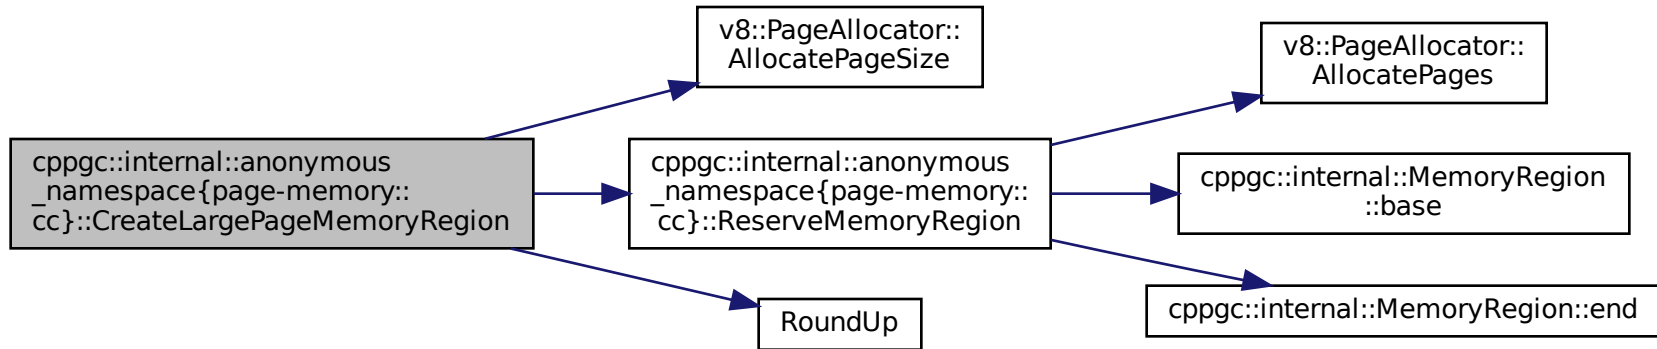 cppgc::internal::anonymous
_namespace{page-memory::
cc}::CreateLargePageMemoryRegion
v8::PageAllocator::
AllocatePageSize
cppgc::internal::anonymous
_namespace{page-memory::
cc}::ReserveMemoryRegion
RoundUp
v8::PageAllocator::
AllocatePages
cppgc::internal::MemoryRegion
::base
cppgc::internal::MemoryRegion::end